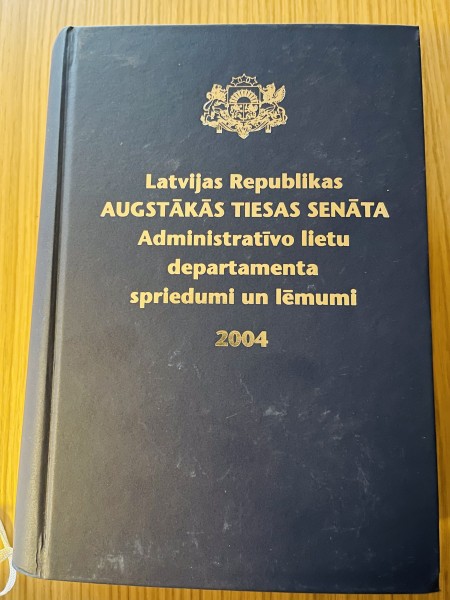 Latvijas Republikas
AUGSTĀKĀS TIESAS SENĀTA
Administratīvo lietu
departamenta
spriedumi un lēmumi
2004